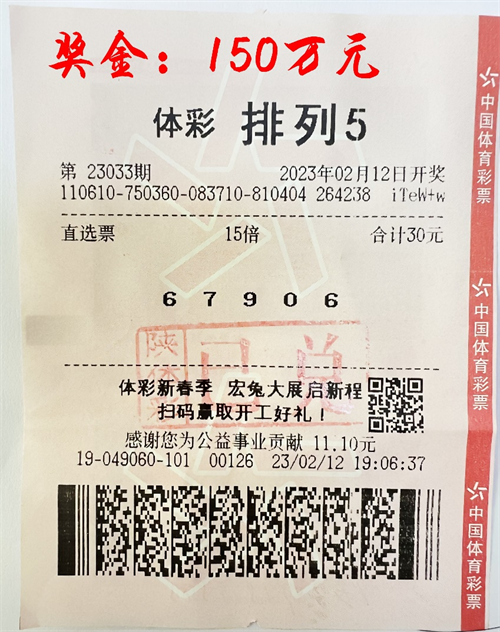 奖金：150万元
体彩 排列5
第 23033期 2023年02月12日开奖
110610-750360-083710-810404 264238 iTeW+w
直选票 15倍 合计30元
6 7 9 0 6
陕体彩 已兑
体彩新春季 宏兔大展启新程
扫码赢取开工好礼！
感谢您为公益事业贡献 11.10元
19-049060-101 00126 23/02/12 19:06:37
中国体育彩票
中国体育彩票
中国体育彩票